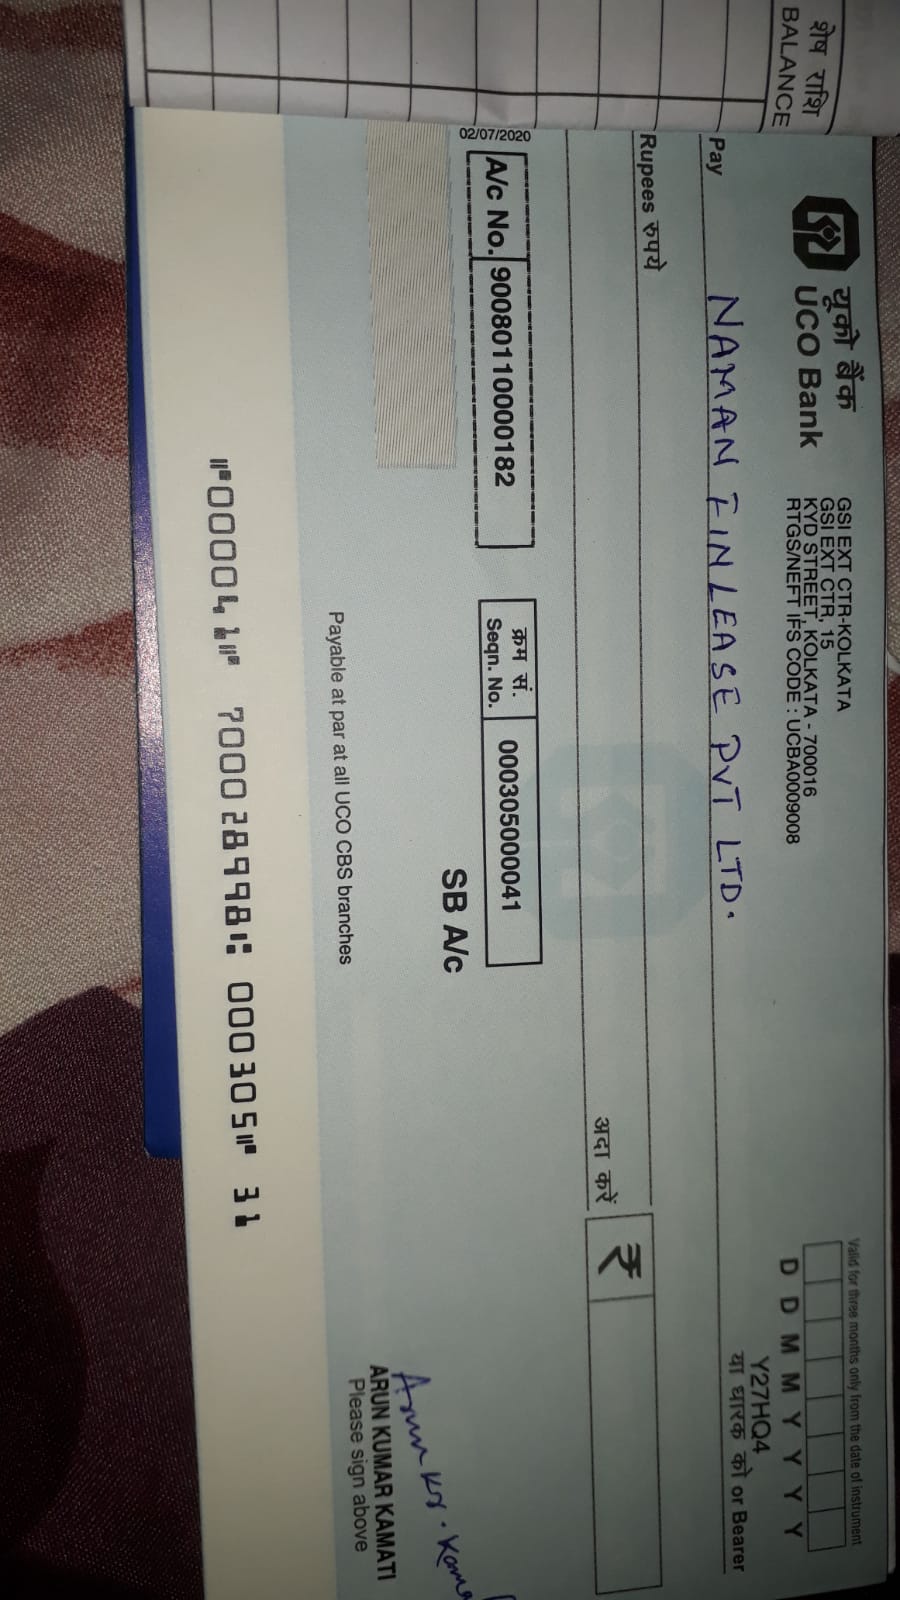 शेष राशि
BALANCE
यूको बैंक
UCO Bank
GSI EXT CTR-KOLKATA
GSI EXT CTR, 15
KYD STREET, KOLKATA - 700016
RTGS/NEFT IFS CODE : UCBA0009008
Valid for three months only from the date of instrument
D D M M Y Y Y Y
Y27HQ4
Pay NAMAN FINLEASE PVT LTD. या धारक को or Bearer
Rupees रुपये
अदा करें ₹
02/07/2020
A/c No. 90080110000182
क्रम सं.
Seqn. No. 000305000041
SB A/c
Arun Kr. Kama
ARUN KUMAR KAMATI
Please sign above
Payable at par at all UCO CBS branches
⑈000041⑈ 700028998⑆ 000305⑈ 31